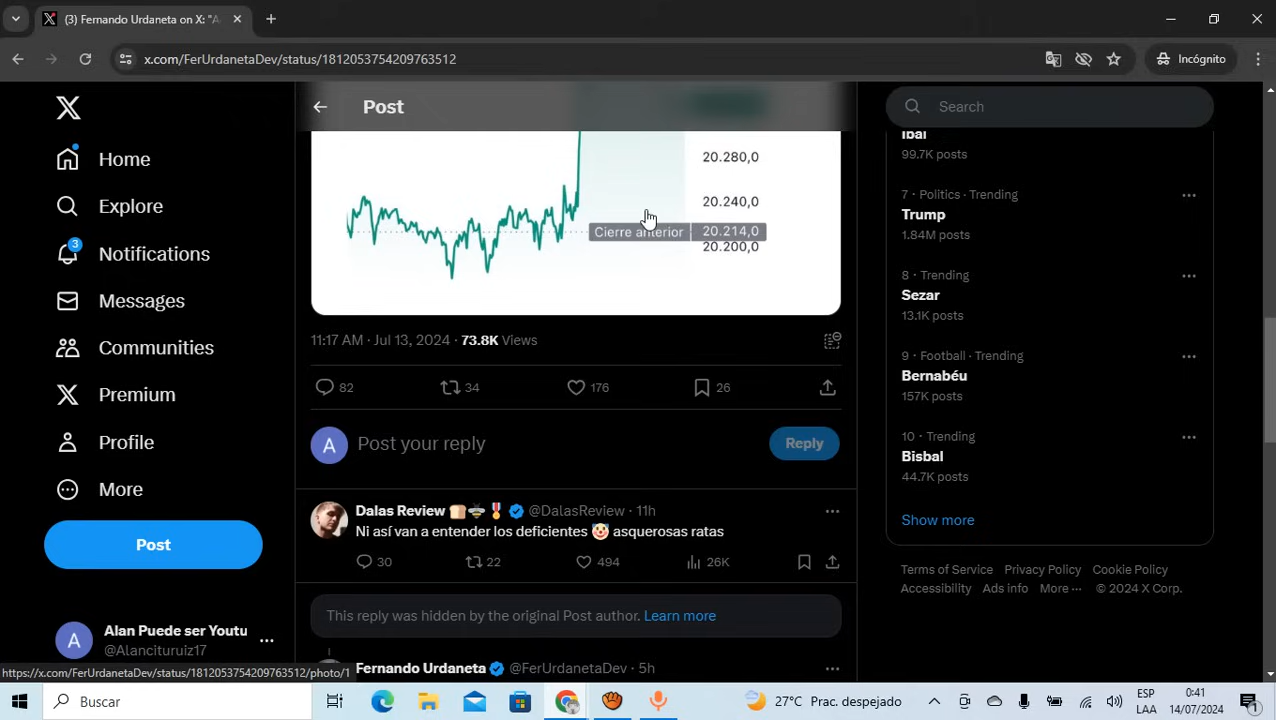 (3) Fernando Urdaneta on X: "A
x.com/FerUrdanetaDev/status/1812053754209763512
Incógnito
Home
Explore
3
Notifications
Messages
Communities
Premium
Profile
More
Post
A
Alan Puede ser Youtu
@Alancituruiz17
Post
20.280,0
20.240,0
Cierre anterior 20.214,0
20.200,0
11:17 AM · Jul 13, 2024 · 73.8K Views
82 34 176 26
A
Post your reply
Reply
Dalas Review @DalasReview · 11h
Ni así van a entender los deficientes asquerosas ratas
30 22 494 26K
This reply was hidden by the original Post author. Learn more
Fernando Urdaneta @FerUrdanetaDev · 5h
Search
Ibai
99.7K posts
7 · Politics · Trending
Trump
1.84M posts
8 · Trending
Sezar
13.1K posts
9 · Football · Trending
Bernabéu
157K posts
10 · Trending
Bisbal
44.7K posts
Show more
Terms of Service Privacy Policy Cookie Policy
Accessibility Ads info More ··· © 2024 X Corp.
https://x.com/FerUrdanetaDev/status/1812053754209763512/photo/1
Buscar
27°C Prac. despejado
ESP
LAA
0:41
14/07/2024
1